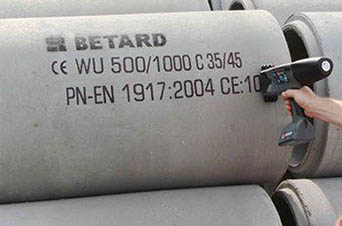 BETARD
CE WU 500/1000 C 35/45
PN-EN 1917:2004 CE:10